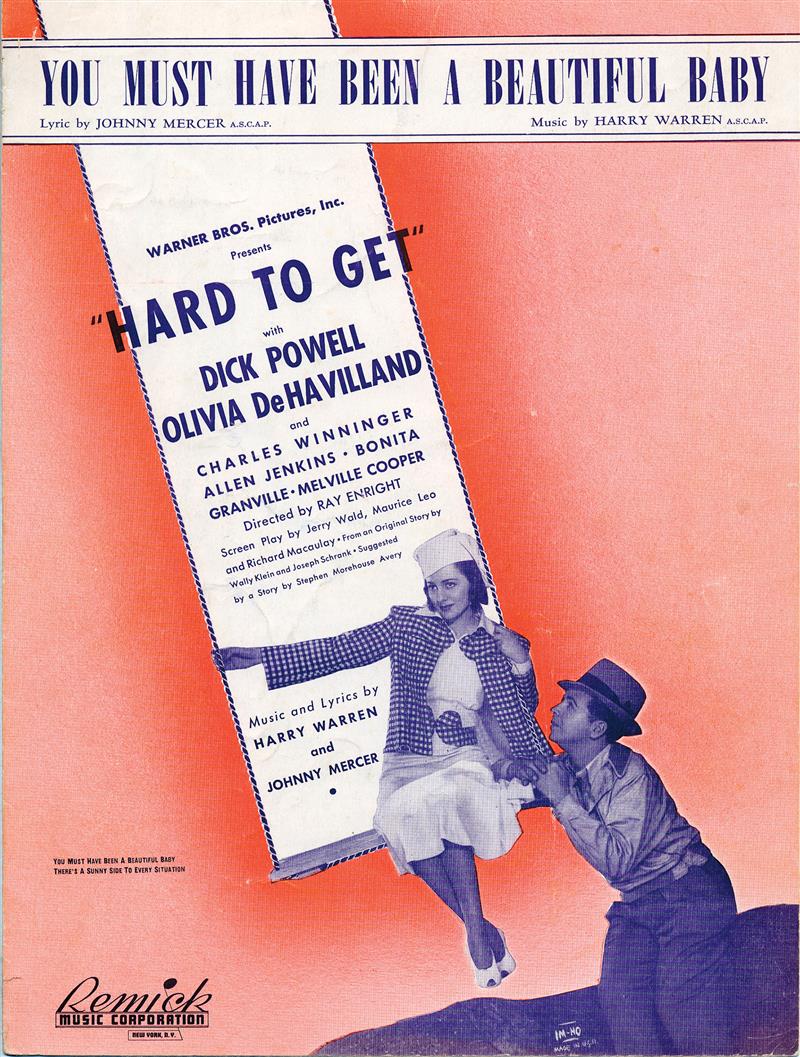 YOU MUST HAVE BEEN A BEAUTIFUL BABY
Lyric by JOHNNY MERCER A.S.C.A.P.
Music by HARRY WARREN A.S.C.A.P.
WARNER BROS. Pictures, Inc.
Presents
"HARD TO GET"
with
DICK POWELL
OLIVIA DeHAVILLAND
and
CHARLES WINNINGER
ALLEN JENKINS • BONITA
GRANVILLE • MELVILLE COOPER
Directed by RAY ENRIGHT
Screen Play by Jerry Wald, Maurice Leo
and Richard Macaulay • From an Original Story by
Wally Klein and Joseph Schrank • Suggested
by a Story by Stephen Morehouse Avery
Music and Lyrics by
HARRY WARREN
and
JOHNNY MERCER
•
YOU MUST HAVE BEEN A BEAUTIFUL BABY
THERE'S A SUNNY SIDE TO EVERY SITUATION
Remick
MUSIC CORPORATION
NEW YORK, N.Y.
IM-HO
MADE IN U.S.A.